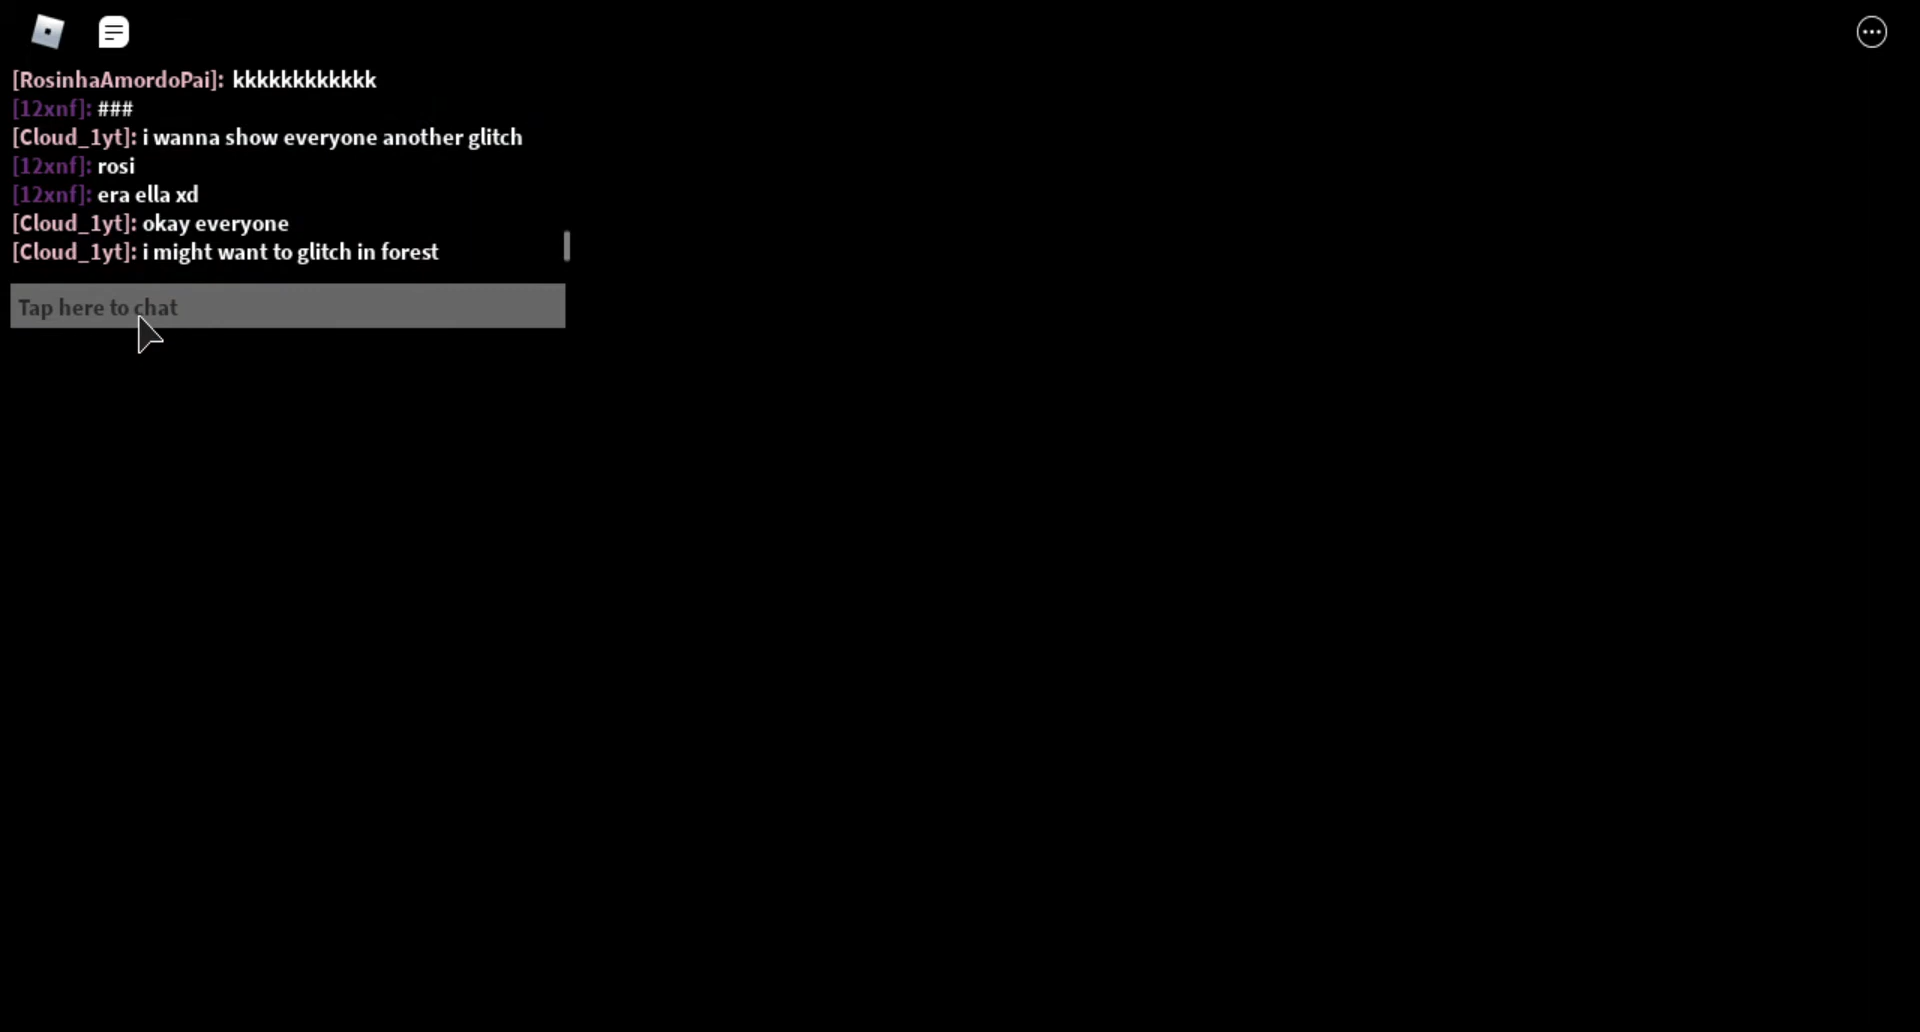 [RosinhaAmordoPai]: kkkkkkkkkkkk
[12xnf]: ###
[Cloud_1yt]: i wanna show everyone another glitch
[12xnf]: rosi
[12xnf]: era ella xd
[Cloud_1yt]: okay everyone
[Cloud_1yt]: i might want to glitch in forest
Tap here to chat